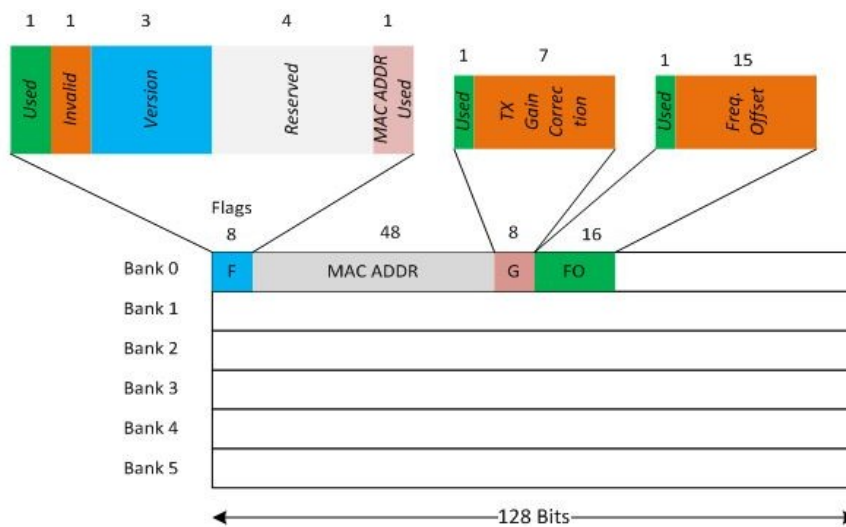 1 1 3 4 1
Used
Invalid
Version
Reserved
MAC ADDR
Used
1 7
Used
TX
Gain
Correc
tion
1 15
Used
Freq.
Offset
Flags
8 48 8 16
Bank 0 F MAC ADDR G FO
Bank 1
Bank 2
Bank 3
Bank 4
Bank 5
128 Bits